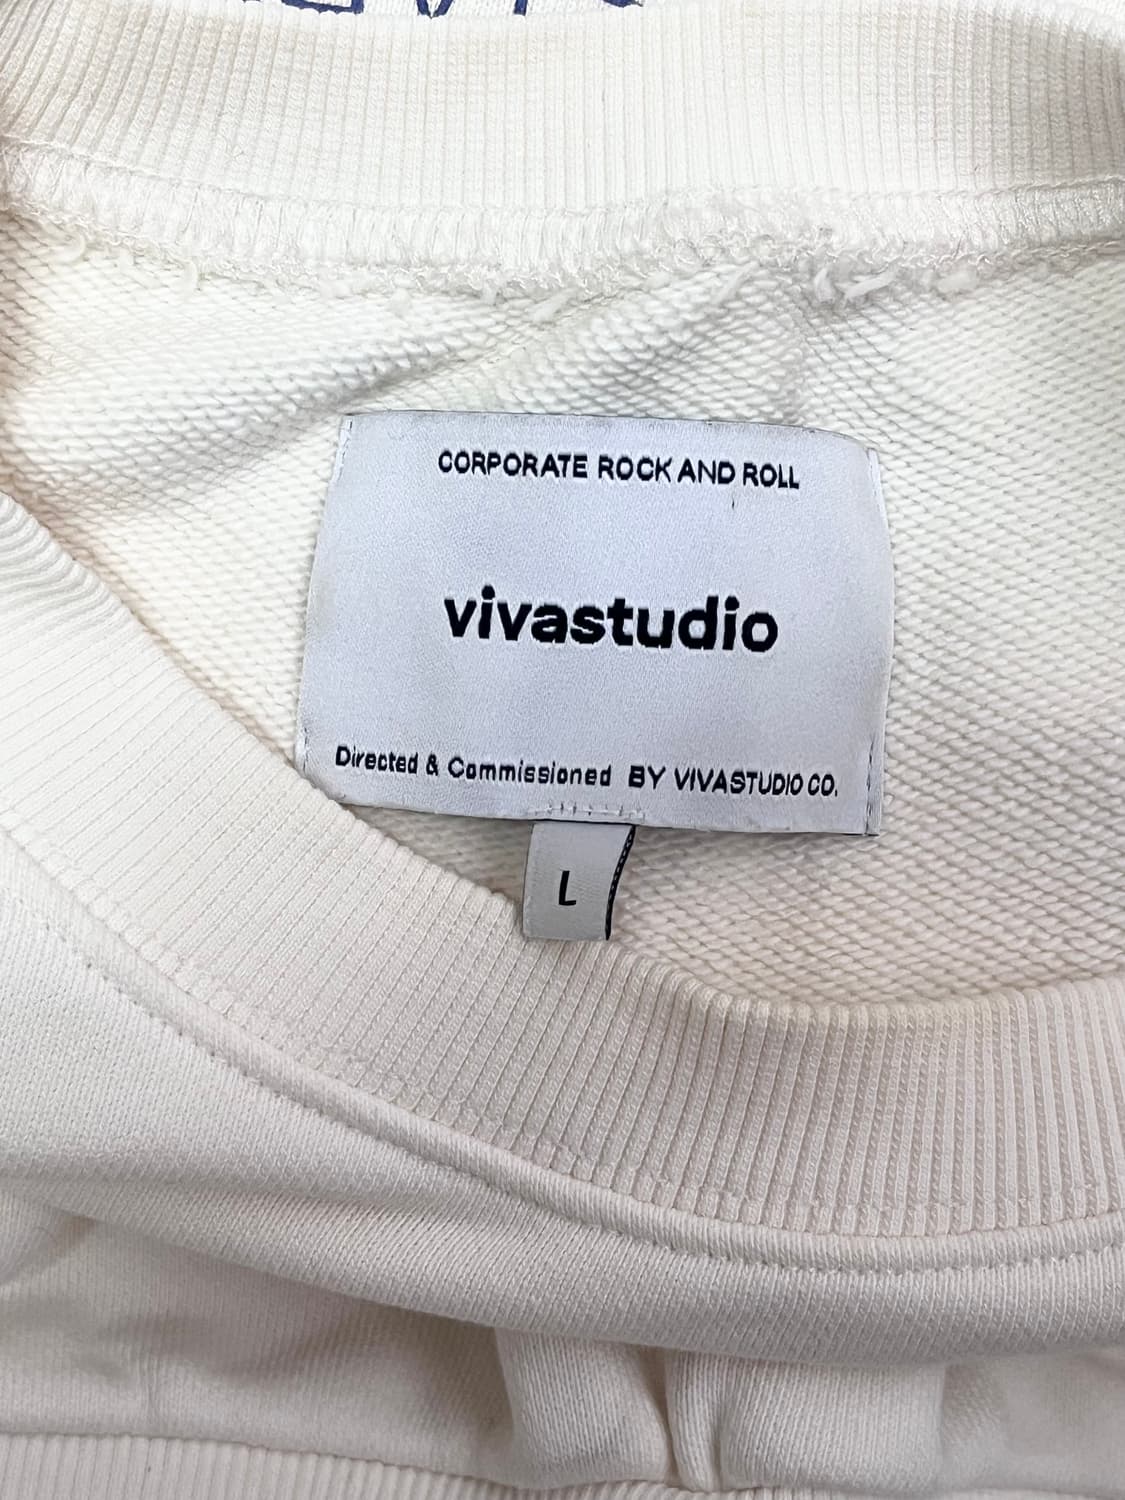 CORPORATE ROCK AND ROLL
vivastudio
Directed & Commissioned BY VIVASTUDIO CO.
L